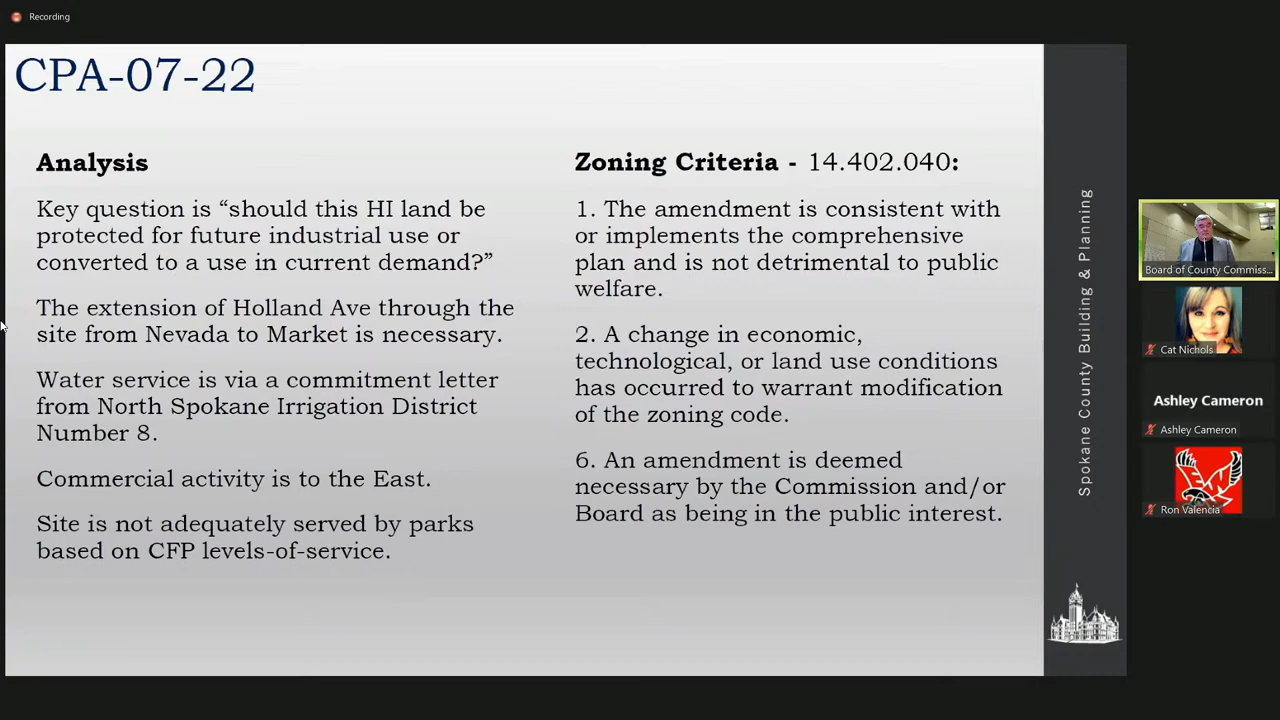 Recording
CPA-07-22
Analysis
Key question is “should this HI land be
protected for future industrial use or
converted to a use in current demand?”
The extension of Holland Ave through the
site from Nevada to Market is necessary.
Water service is via a commitment letter
from North Spokane Irrigation District
Number 8.
Commercial activity is to the East.
Site is not adequately served by parks
based on CFP levels-of-service.
Zoning Criteria - 14.402.040:
1. The amendment is consistent with
or implements the comprehensive
plan and is not detrimental to public
welfare.
2. A change in economic,
technological, or land use conditions
has occurred to warrant modification
of the zoning code.
6. An amendment is deemed
necessary by the Commission and/or
Board as being in the public interest.
Spokane County Building & Planning
Board of County Commiss...
Cat Nichols
Ashley Cameron
Ashley Cameron
Ron Valencia